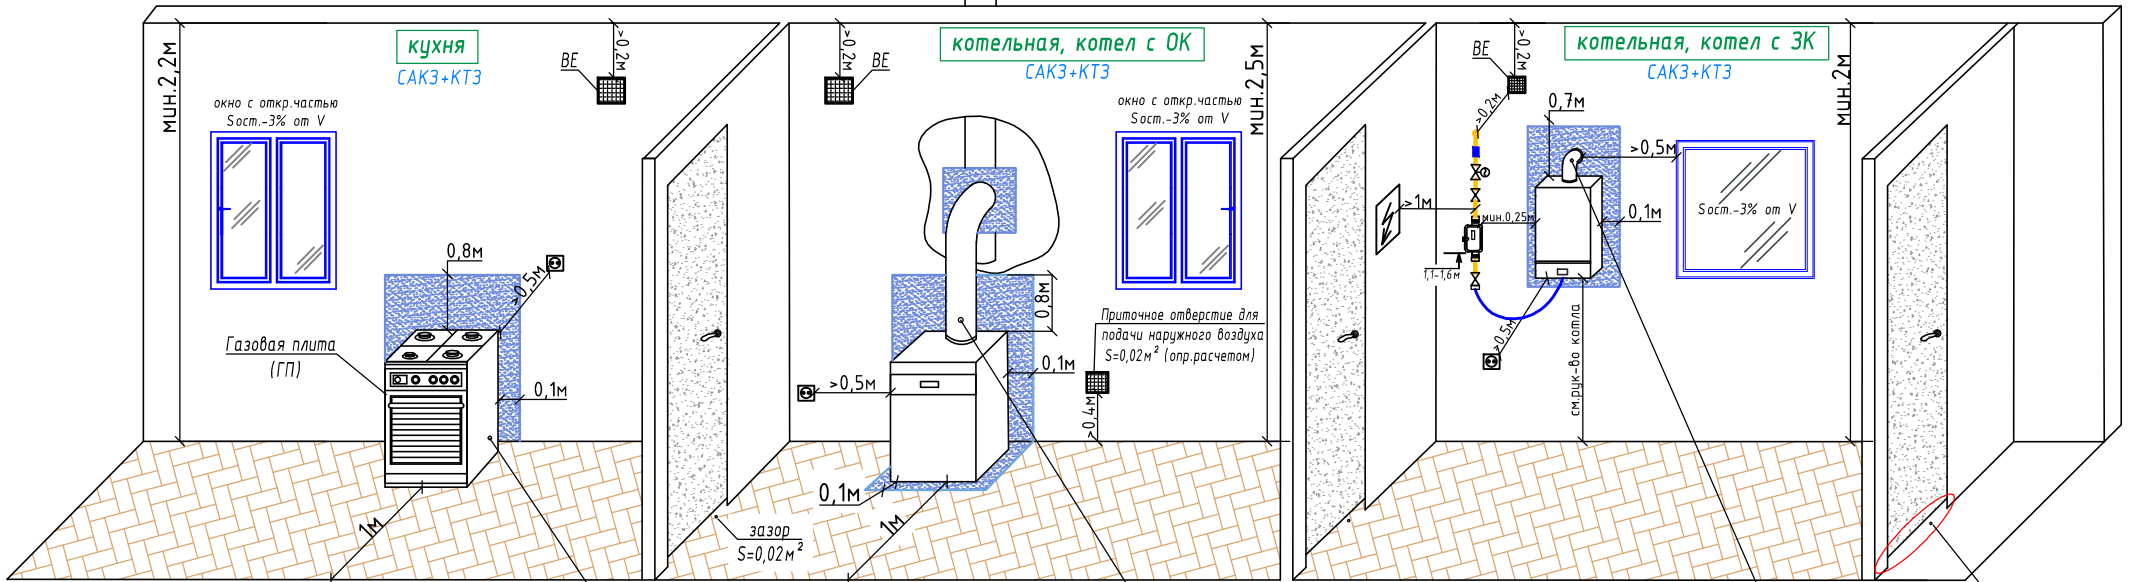 кухня
САКЗ+КТЗ
мин.2,2м
>0,2м
ВЕ
окно с откр.частью
Sост.-3% от V
0,8м
>0,5м
Газовая плита
(ГП)
0,1м
1м
котельная, котел с ОК
САКЗ+КТЗ
>0,2м
ВЕ
мин.2,5м
окно с откр.частью
Sост.-3% от V
0,8м
Приточное отверстие для
подачи наружного воздуха
S=0,02м² (опр.расчетом)
>0,5м
0,1м
>0,4м
0,1м
1м
зазор
S=0,02м²
котельная, котел с ЗК
САКЗ+КТЗ
ВЕ
>0,2м
мин.2м
>0,2м
0,7м
>0,5м
Sост.-3% от V
>1м
мин.0,25м
0,1м
1,1-1,6м
>0,5м
см.рук-во котла